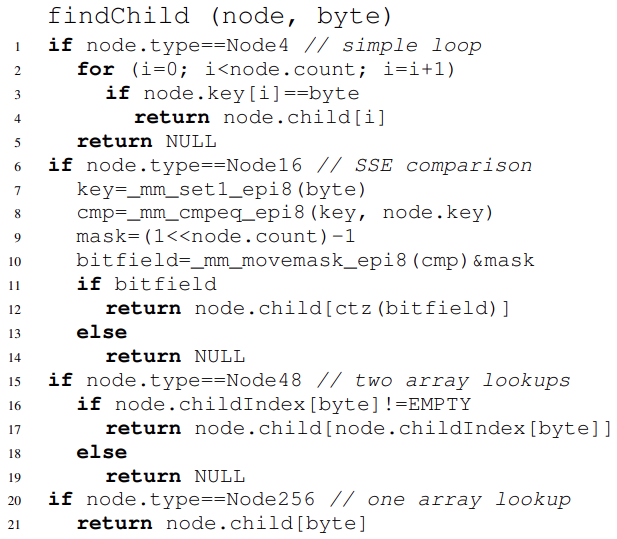 findChild (node, byte)
1 if node.type==Node4 // simple loop
2 for (i=0; i<node.count; i=i+1)
3 if node.key[i]==byte
4 return node.child[i]
5 return NULL
6 if node.type==Node16 // SSE comparison
7 key=_mm_set1_epi8(byte)
8 cmp=_mm_cmpeq_epi8(key, node.key)
9 mask=(1<<node.count)-1
10 bitfield=_mm_movemask_epi8(cmp)&mask
11 if bitfield
12 return node.child[ctz(bitfield)]
13 else
14 return NULL
15 if node.type==Node48 // two array lookups
16 if node.childIndex[byte]!=EMPTY
17 return node.child[node.childIndex[byte]]
18 else
19 return NULL
20 if node.type==Node256 // one array lookup
21 return node.child[byte]